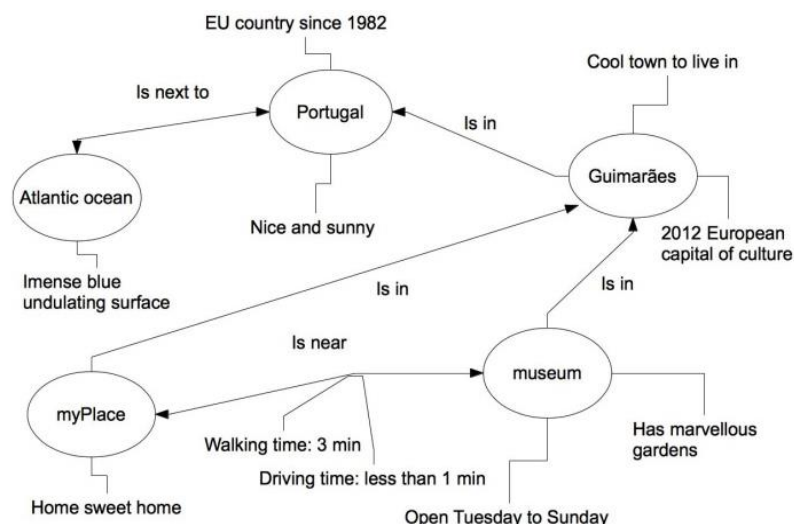 EU country since 1982
Cool town to live in
Is next to
Portugal
Is in
Atlantic ocean
Guimarães
Nice and sunny
2012 European
capital of culture
Imense blue
undulating surface
Is in
Is in
Is near
museum
myPlace
Walking time: 3 min
Has marvellous
gardens
Driving time: less than 1 min
Home sweet home
Open Tuesday to Sunday